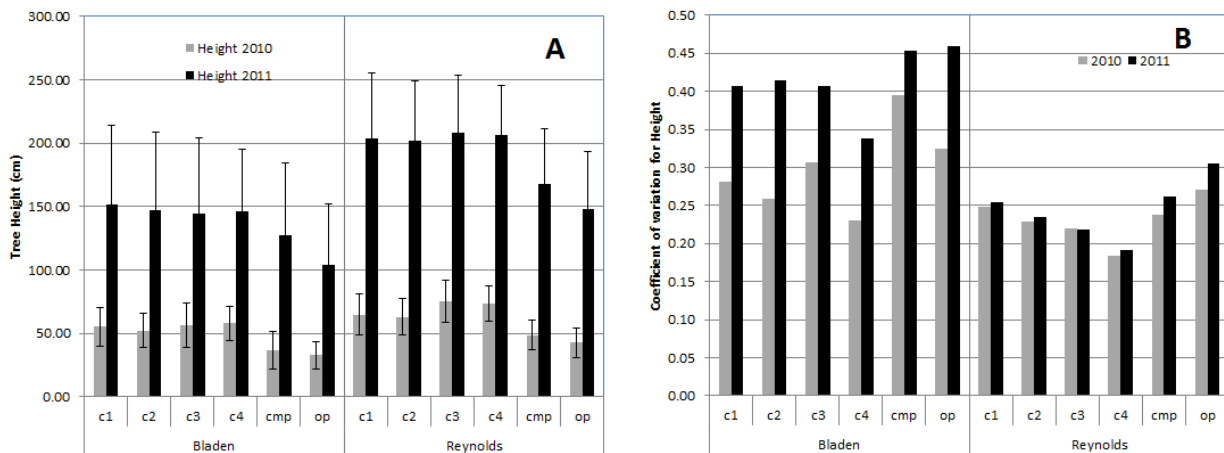 A
Height 2010
Height 2011
Tree Height (cm)
300.00
250.00
200.00
150.00
100.00
50.00
0.00
c1 c2 c3 c4 cmp op c1 c2 c3 c4 cmp op
Bladen Reynolds
B
2010 2011
Coefficient of variation for Height
0.50
0.45
0.40
0.35
0.30
0.25
0.20
0.15
0.10
0.05
0.00
c1 c2 c3 c4 cmp op c1 c2 c3 c4 cmp op
Bladen Reynolds